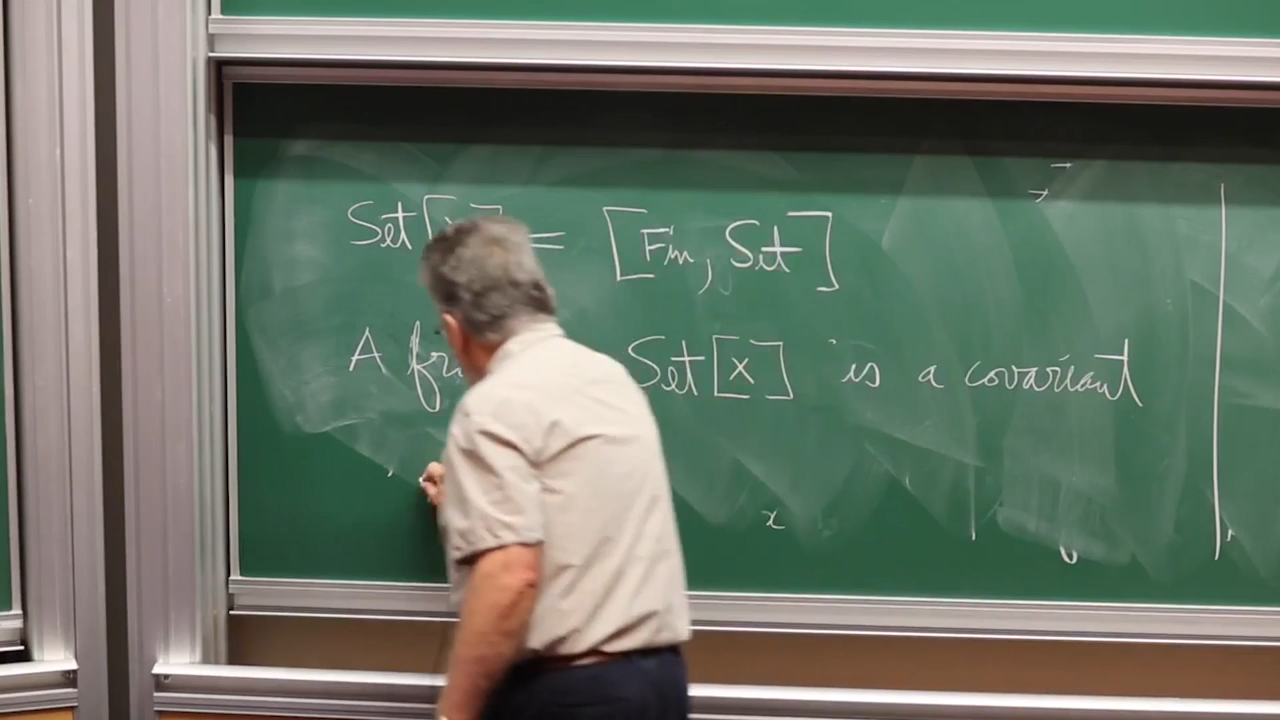 Set[x] = [Fin, Set]
A Set[x] is a covariant
x